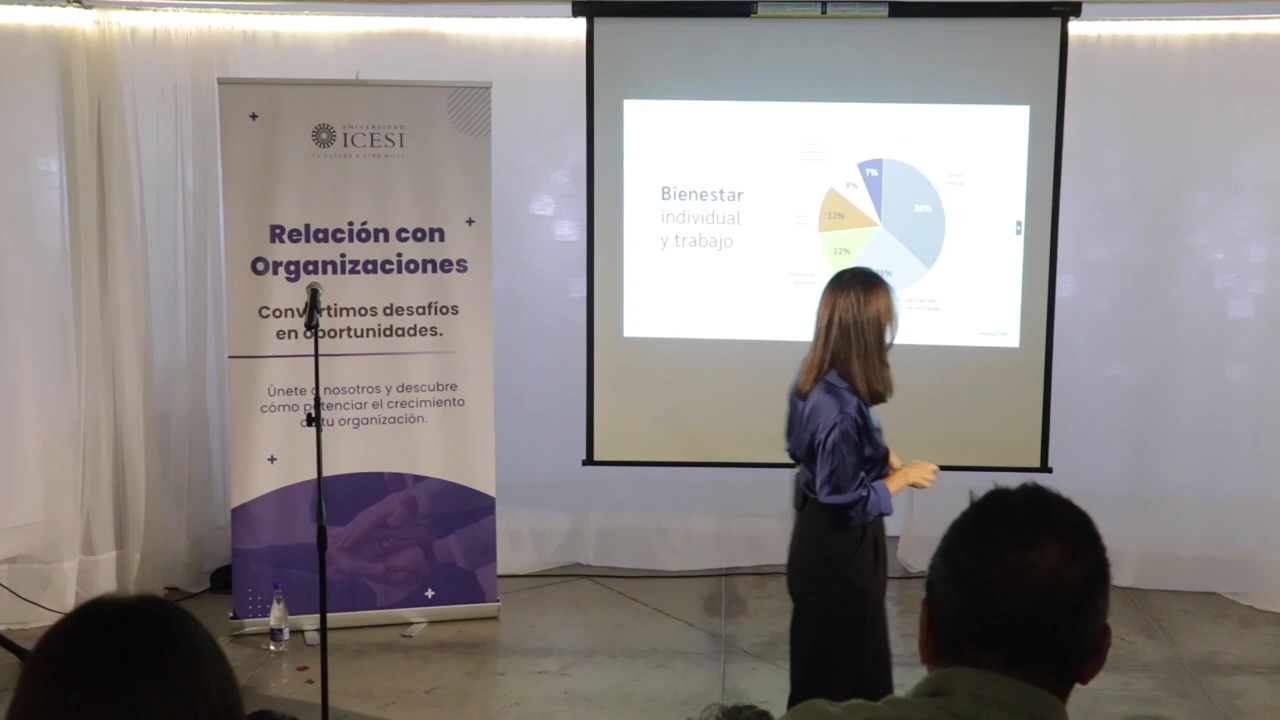 UNIVERSIDAD
ICESI
TU FUTURO A OTRO NIVEL
Relación con
Organizaciones
Convertimos desafíos
en oportunidades.
Únete a nosotros y descubre
cómo potenciar el crecimiento
de tu organización.
Bienestar
individual
y trabajo
7%
8%
36%
12%
12%